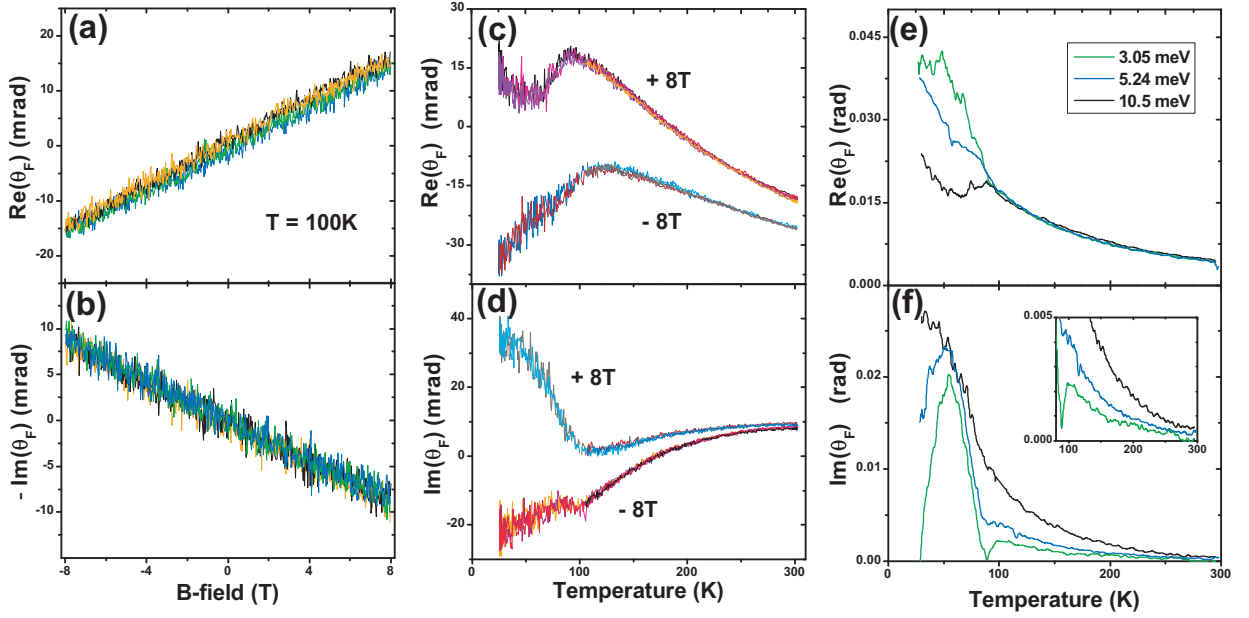 (a)
Re(θF) (mrad)
20
10
0
-10
-20
T = 100K
(b)
- Im(θF) (mrad)
10
5
0
-5
-10
-8 -4 0 4 8
B-field (T)
(c)
Re(θF) (mrad)
30
15
0
-15
-30
+ 8T
- 8T
(d)
Im(θF) (mrad)
40
20
0
-20
+ 8T
- 8T
0 50 100 150 200 250 300
Temperature (K)
(e)
Re(θF) (rad)
0.045
0.030
0.015
0.000
3.05 meV
5.24 meV
10.5 meV
(f)
Im(θF) (rad)
0.02
0.01
0.00
0.005
0.000
100 200 300
0 100 200 300
Temperature (K)